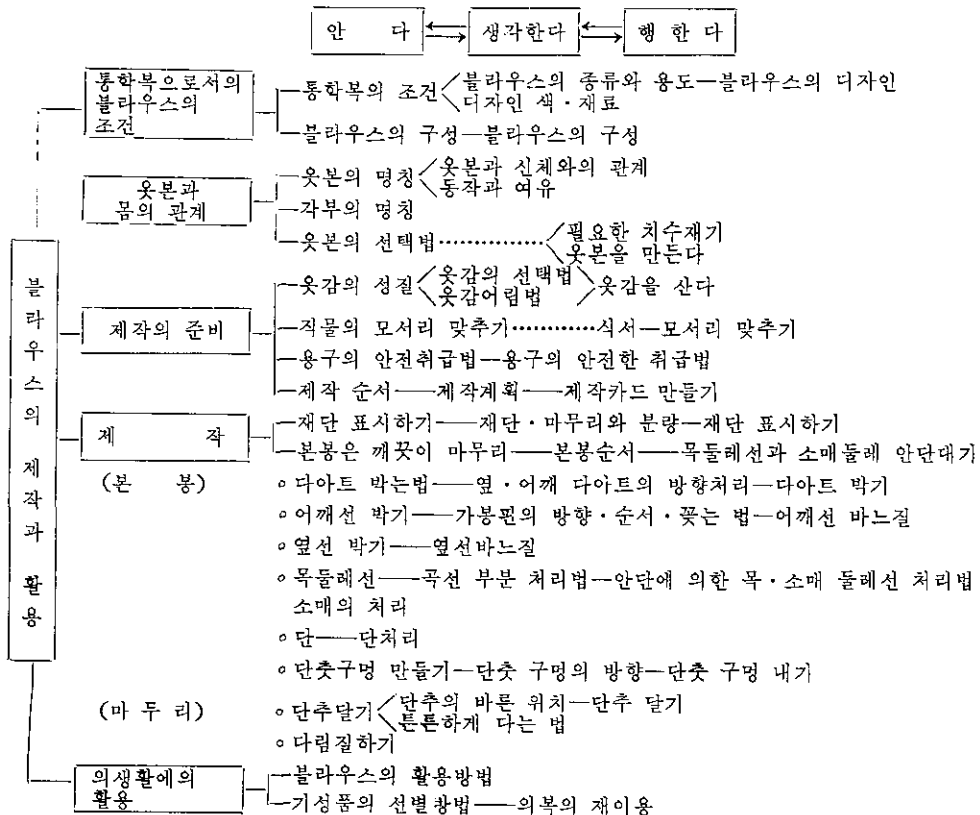 안 다 생각한다 행 한 다
통학복으로서의
블라우스의
조건
통학복의 조건 블라우스의 종류와 용도―블라우스의 디자인
디자인 색·재료
블라우스의 구성―블라우스의 구성
옷본과
몸의 관계
옷본의 명칭 옷본과 신체와의 관계
동작과 여유
각부의 명칭
옷본의 선택법………… 필요한 치수재기
옷본을 만든다
블라우스의 제작과 활용
제작의 준비
옷감의 성질 옷감의 선택법 옷감을 산다
옷감어림법
직물의 모서리 맞추기…………식서―모서리 맞추기
용구의 안전취급법―용구의 안전한 취급법
제작 순서――제작계획――제작카드 만들기
제 작
재단 표시하기――재단·마무리와 분량―재단 표시하기
본봉은 깨끗이 마무리――본봉순서――목둘레선과 소매둘레 안단대기
(본 봉)
◦다아트 박는법――옆·어깨 다아트의 방향처리―다아트 박기
◦어깨선 박기――가봉핀의 방향·순서·꽂는 법―어깨선 바느질
◦옆선 박기――옆선바느질
◦목둘레선――곡선 부분 처리법―안단에 의한 목·소매 둘레선 처리법
소매의 처리
◦단――단처리
◦단춧구멍 만들기―단춧 구멍의 방향―단춧 구멍 내기
(마 두 리)
◦단추달기 단추의 바른 위치―단추 달기
튼튼하게 다는 법
◦다림질하기
의생활에의
활용
블라우스의 활용방법
기성품의 선별방법――의복의 재이용